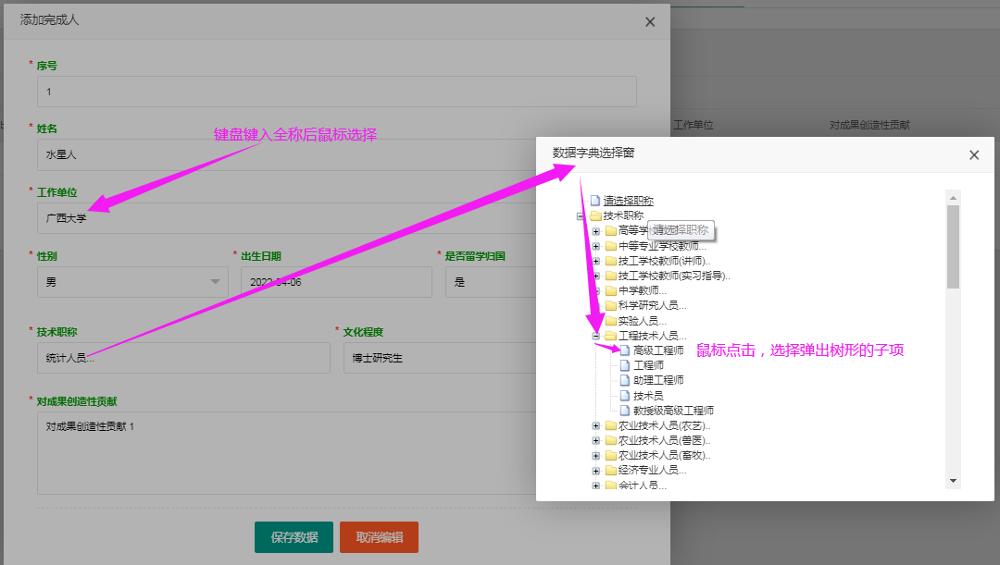 添加完成人
* 序号
1
* 姓名
水星人
键盘键入全称后鼠标选择
* 工作单位
广西大学
* 性别
男
* 出生日期
2022-04-06
* 是否留学归国
是
* 技术职称
统计人员...
* 文化程度
博士研究生
* 对成果创造性贡献
对成果创造性贡献 1
保存数据
取消编辑
工作单位
对成果创造性贡献
数据字典选择窗
请选择职称
技术职称
请选择职称
高等学
中等专业学校教师...
技工学校教师(讲师)..
技工学校教师(实习指导)..
中学教师...
科学研究人员...
实验人员...
工程技术人员...
高级工程师
鼠标点击，选择弹出树形的子项
工程师
助理工程师
技术员
教授级高级工程师
农业技术人员(农艺)..
农业技术人员(兽医)..
农业技术人员(畜牧)..
经济专业人员...
会计人员...